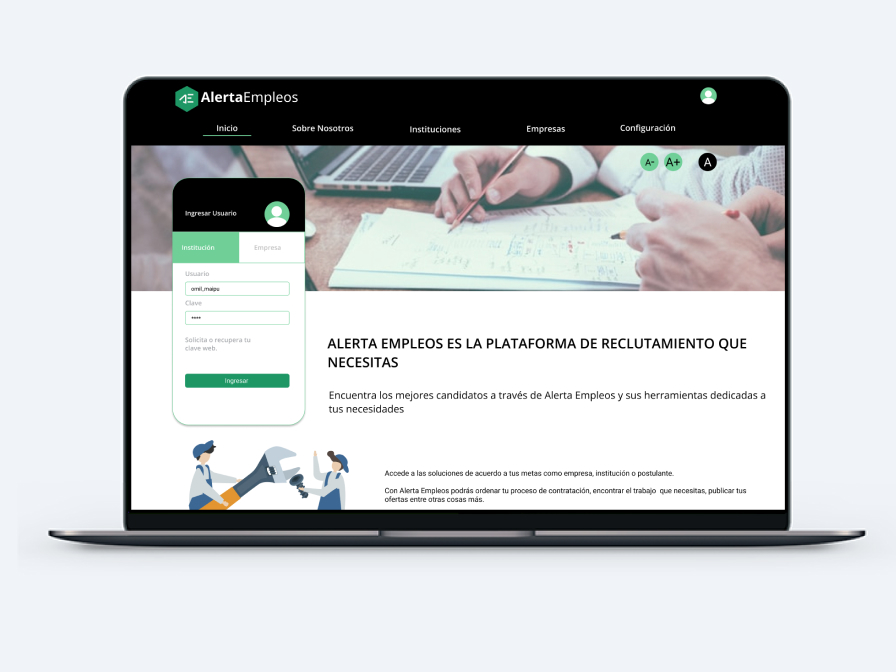 AlertaEmpleos
Inicio
Sobre Nosotros
Instituciones
Empresas
Configuración
A-
A+
A
Ingresar Usuario
Institución
Empresa
Usuario
omil_maipu
Clave
****
Solicita o recupera tu
clave web.
Ingresar
ALERTA EMPLEOS ES LA PLATAFORMA DE RECLUTAMIENTO QUE
NECESITAS
Encuentra los mejores candidatos a través de Alerta Empleos y sus herramientas dedicadas a
tus necesidades
Accede a las soluciones de acuerdo a tus metas como empresa, institución o postulante.
Con Alerta Empleos podrás ordenar tu proceso de contratación, encontrar el trabajo que necesitas, publicar tus
ofertas entre otras cosas más.